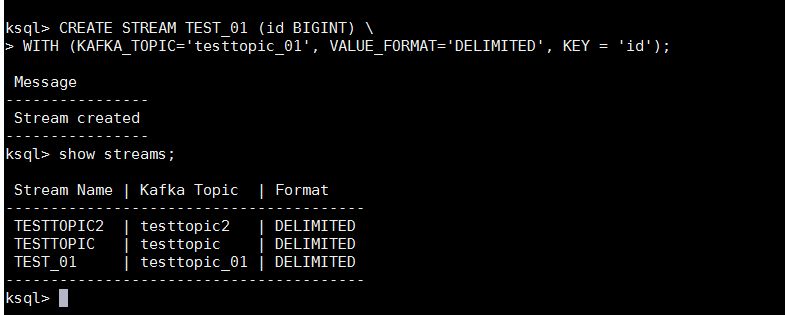 ksql> CREATE STREAM TEST_01 (id BIGINT) \
> WITH (KAFKA_TOPIC='testtopic_01', VALUE_FORMAT='DELIMITED', KEY = 'id');
Message
----------------
Stream created
----------------
ksql> show streams;
Stream Name | Kafka Topic  | Format
----------------------------------------
TESTTOPIC2  | testtopic2   | DELIMITED
TESTTOPIC   | testtopic    | DELIMITED
TEST_01     | testtopic_01 | DELIMITED
----------------------------------------
ksql>